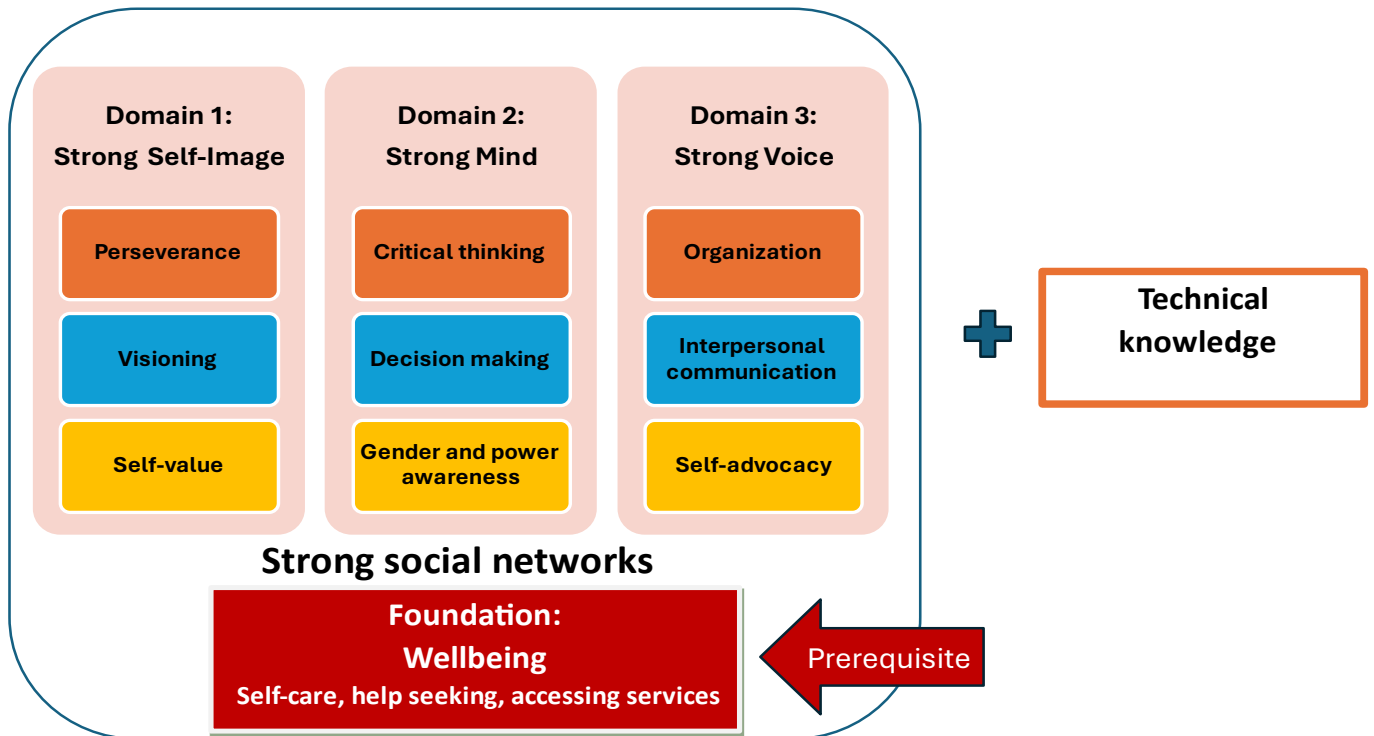 Domain 1:
Strong Self-Image
Perseverance
Visioning
Self-value
Domain 2:
Strong Mind
Critical thinking
Decision making
Gender and power
awareness
Domain 3:
Strong Voice
Organization
Interpersonal
communication
Self-advocacy
Technical
knowledge
Strong social networks
Foundation:
Wellbeing
Self-care, help seeking, accessing services
Prerequisite